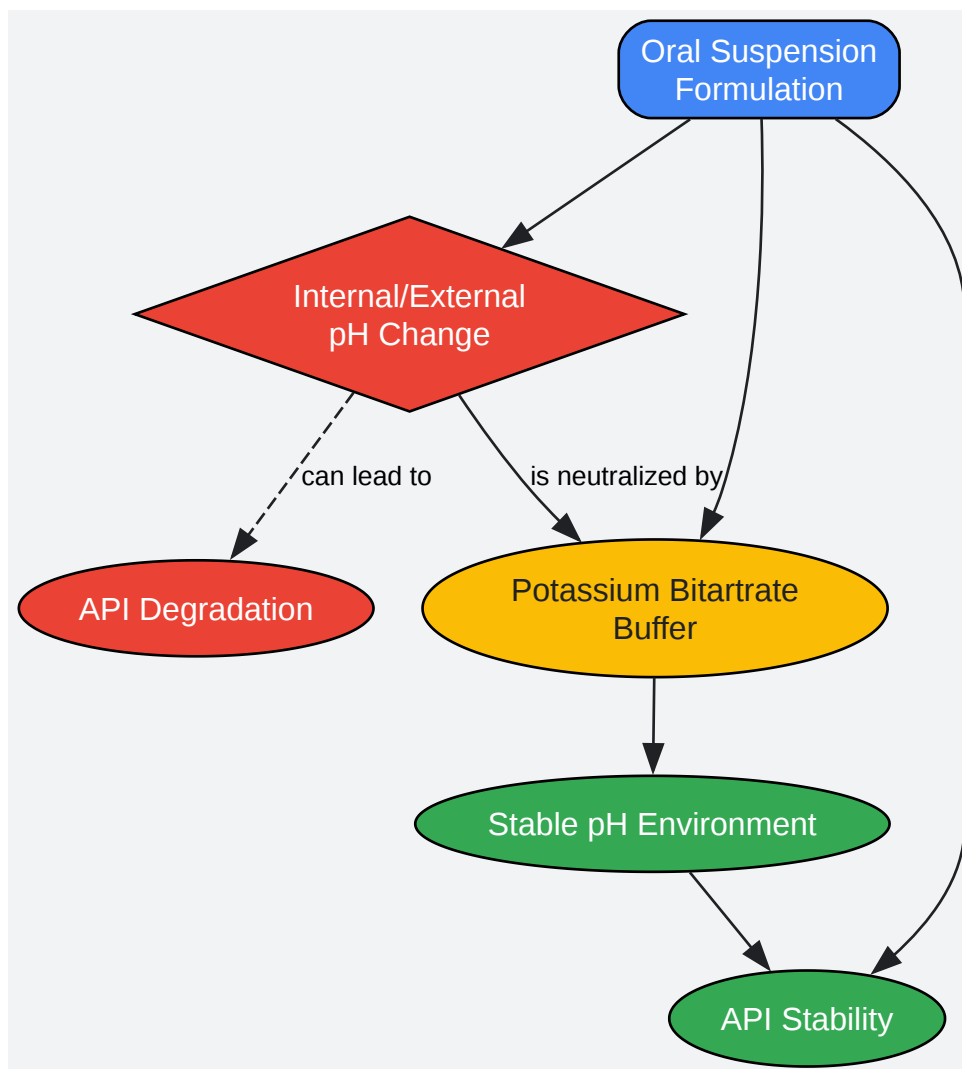 Oral Suspension
Formulation
Internal/External
pH Change
can lead to
is neutralized by
API Degradation
Potassium Bitartrate
Buffer
Stable pH Environment
API Stability